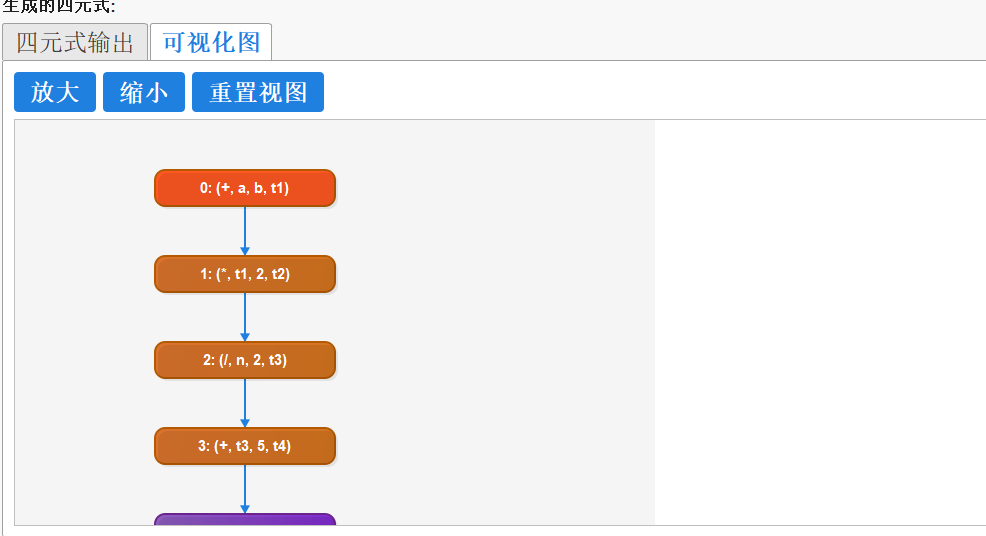 生成的四元式:
四元式输出 可视化图
放大 缩小 重置视图
0: (+, a, b, t1)
1: (*, t1, 2, t2)
2: (/, n, 2, t3)
3: (+, t3, 5, t4)